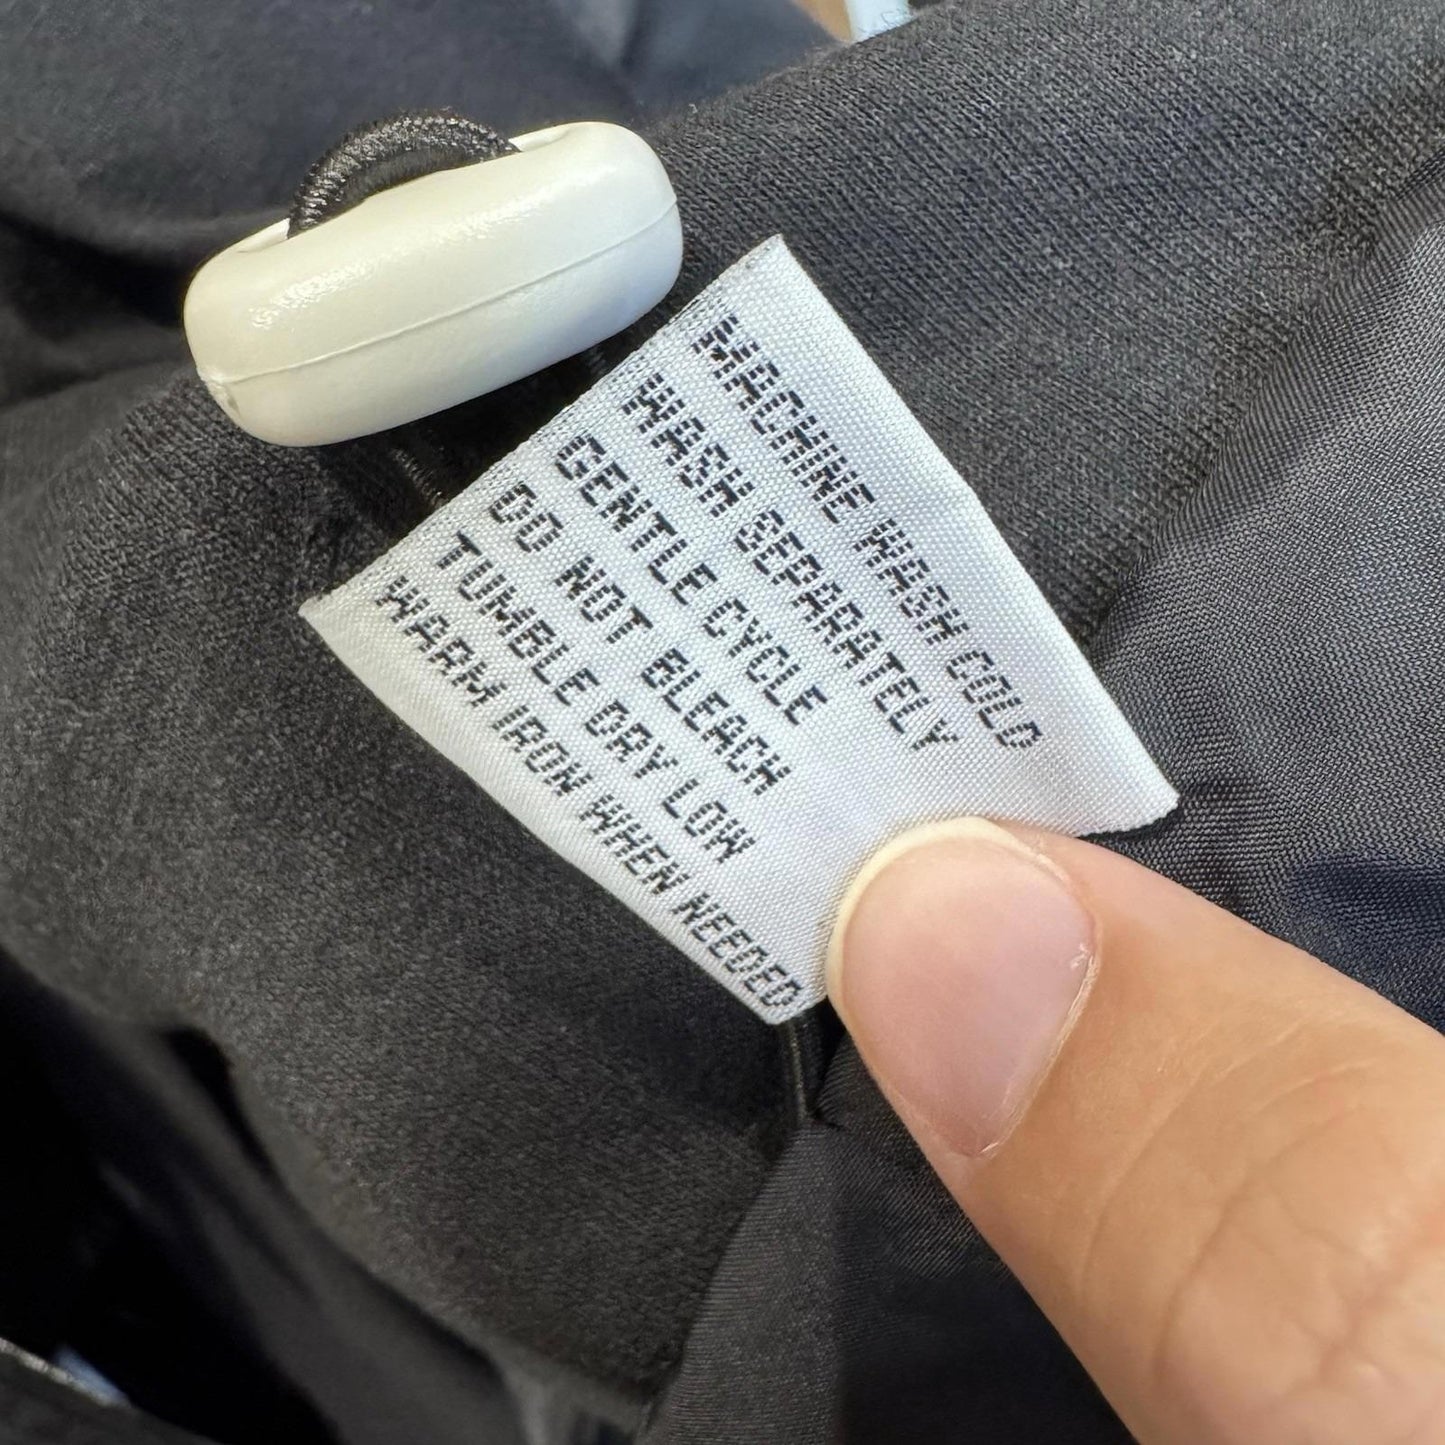 MACHINE WASH COLD
WASH SEPARATELY
GENTLE CYCLE
DO NOT BLEACH
TUMBLE DRY LOW
WARM IRON WHEN NEEDED